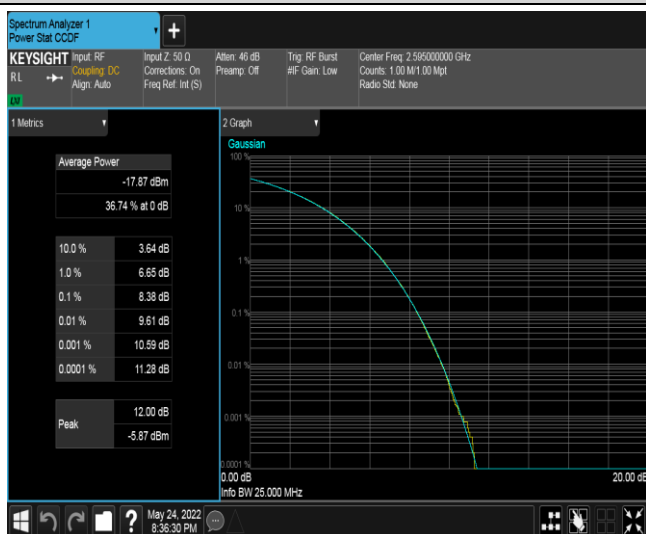 Spectrum Analyzer 1
Power Stat CCDF
KEYSIGHT
RL
Input: RF
Coupling: DC
Align: Auto
Input Z: 50 Ω
Corrections: On
Freq Ref: Int (S)
Atten: 46 dB
Preamp: Off
Trig: RF Burst
#IF Gain: Low
Center Freq: 2.595000000 GHz
Counts: 1.00 M/1.00 Mpt
Radio Std: None
1 Metrics
Average Power
-17.87 dBm
36.74 % at 0 dB
10.0 % 3.64 dB
1.0 % 6.65 dB
0.1 % 8.38 dB
0.01 % 9.61 dB
0.001 % 10.59 dB
0.0001 % 11.28 dB
Peak
12.00 dB
-5.87 dBm
2 Graph
Gaussian
100 %
10 %
1 %
0.1 %
0.01 %
0.001 %
0.0001 %
0.00 dB
20.00 dB
Info BW 25.000 MHz
?
May 24, 2022
8:36:30 PM